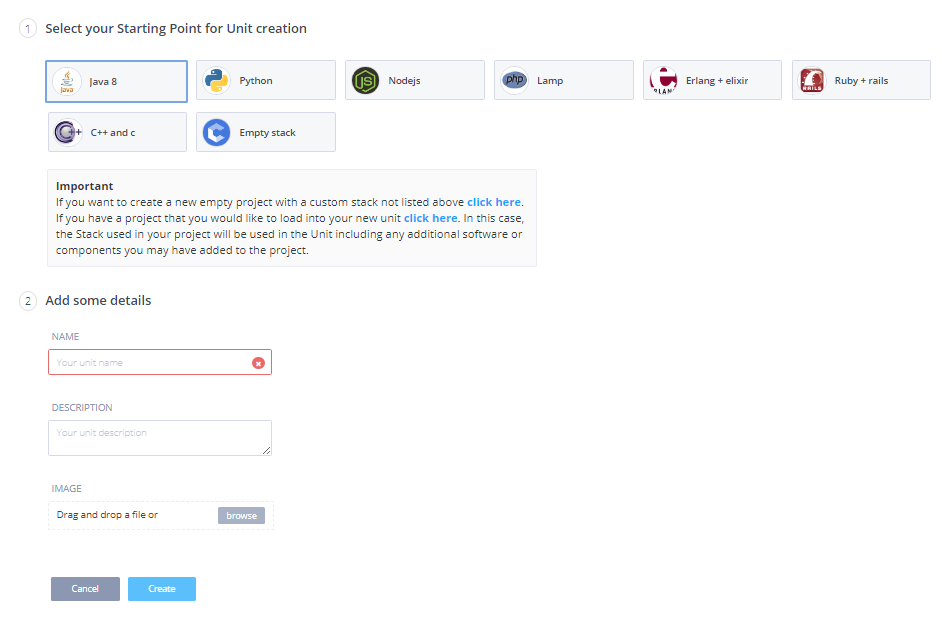 1 Select your Starting Point for Unit creation
Java Java 8 Python JS Nodejs php Lamp ERLANG Erlang + elixir RAILS Ruby + rails
C++ C++ and c C Empty stack
Important
If you want to create a new empty project with a custom stack not listed above click here.
If you have a project that you would like to load into your new unit click here. In this case,
the Stack used in your project will be used in the Unit including any additional software or
components you may have added to the project.
2 Add some details
NAME
Your unit name
DESCRIPTION
Your unit description
IMAGE
Drag and drop a file or browse
Cancel Create